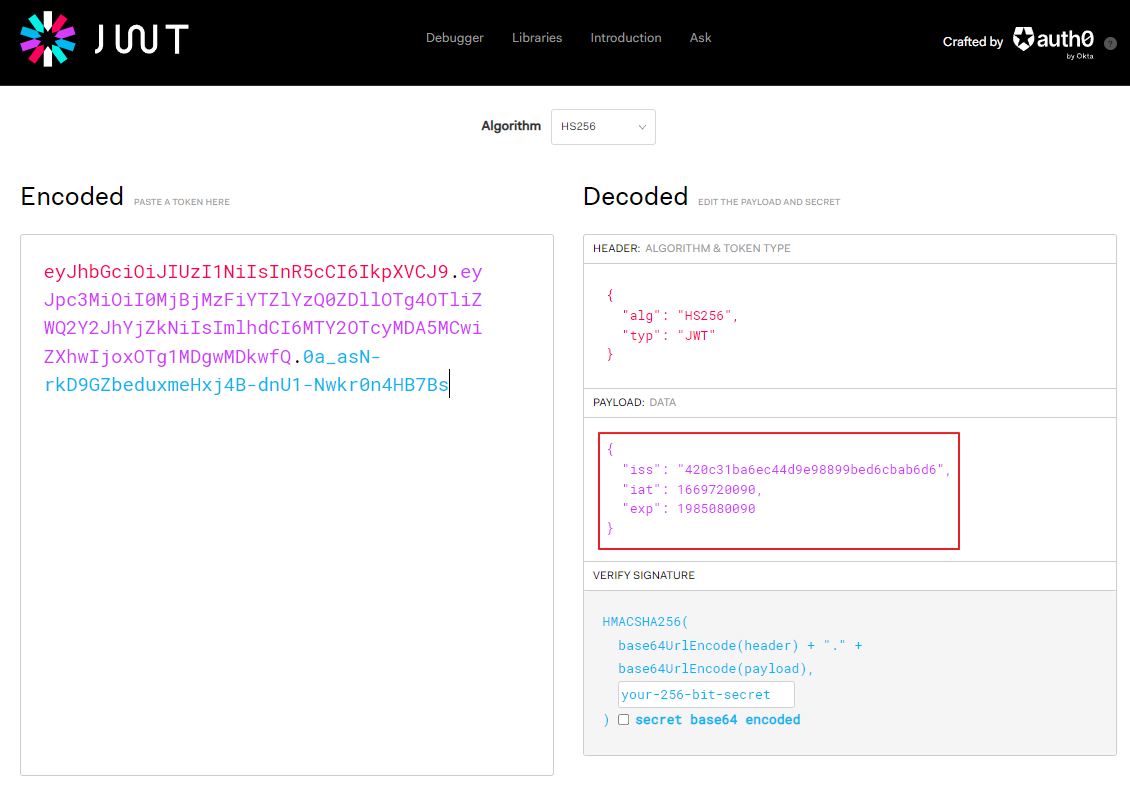 JWT
Debugger
Libraries
Introduction
Ask
Crafted by
auth0
by Okta
?
Algorithm
HS256
Encoded
PASTE A TOKEN HERE
eyJhbGciOiJIUzI1NiIsInR5cCI6IkpXVCJ9.ey
Jpc3MiOiI0MjBjMzFiYTZlYzQ0ZDllOTg4OTliZ
WQ2Y2JhYjZkNiIsImlhdCI6MTY2OTcyMDA5MCwi
ZXhwIjoxOTg1MDgwMDkwfQ.0a_asN-
rkD9GZbeduxmeHxj4B-dnU1-Nwkr0n4HB7Bs
Decoded
EDIT THE PAYLOAD AND SECRET
HEADER: ALGORITHM & TOKEN TYPE
{
"alg": "HS256",
"typ": "JWT"
}
PAYLOAD: DATA
{
"iss": "420c31ba6ec44d9e98899bed6cbab6d6",
"iat": 1669720090,
"exp": 1985080090
}
VERIFY SIGNATURE
HMACSHA256(
base64UrlEncode(header) + "." +
base64UrlEncode(payload),
your-256-bit-secret
) secret base64 encoded